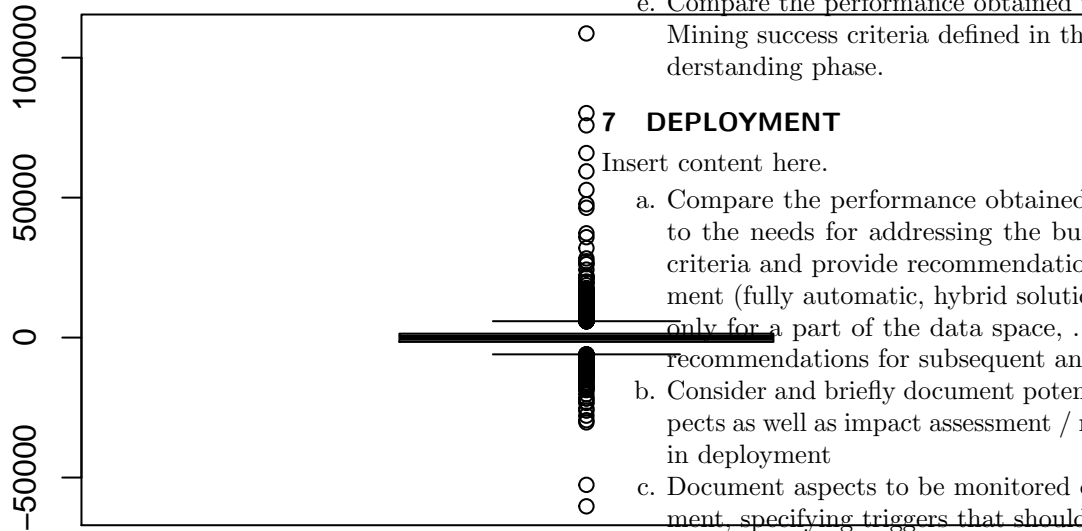 100000
50000
0
−50000
e. Compare the performance obtained
Mining success criteria defined in th
derstanding phase.
7 DEPLOYMENT
Insert content here.
a. Compare the performance obtained
to the needs for addressing the bu
criteria and provide recommendatio
ment (fully automatic, hybrid soluti
only for a part of the data space, .
recommendations for subsequent an
b. Consider and briefly document poten
pects as well as impact assessment /
in deployment
c. Document aspects to be monitored
ment, specifying triggers that should